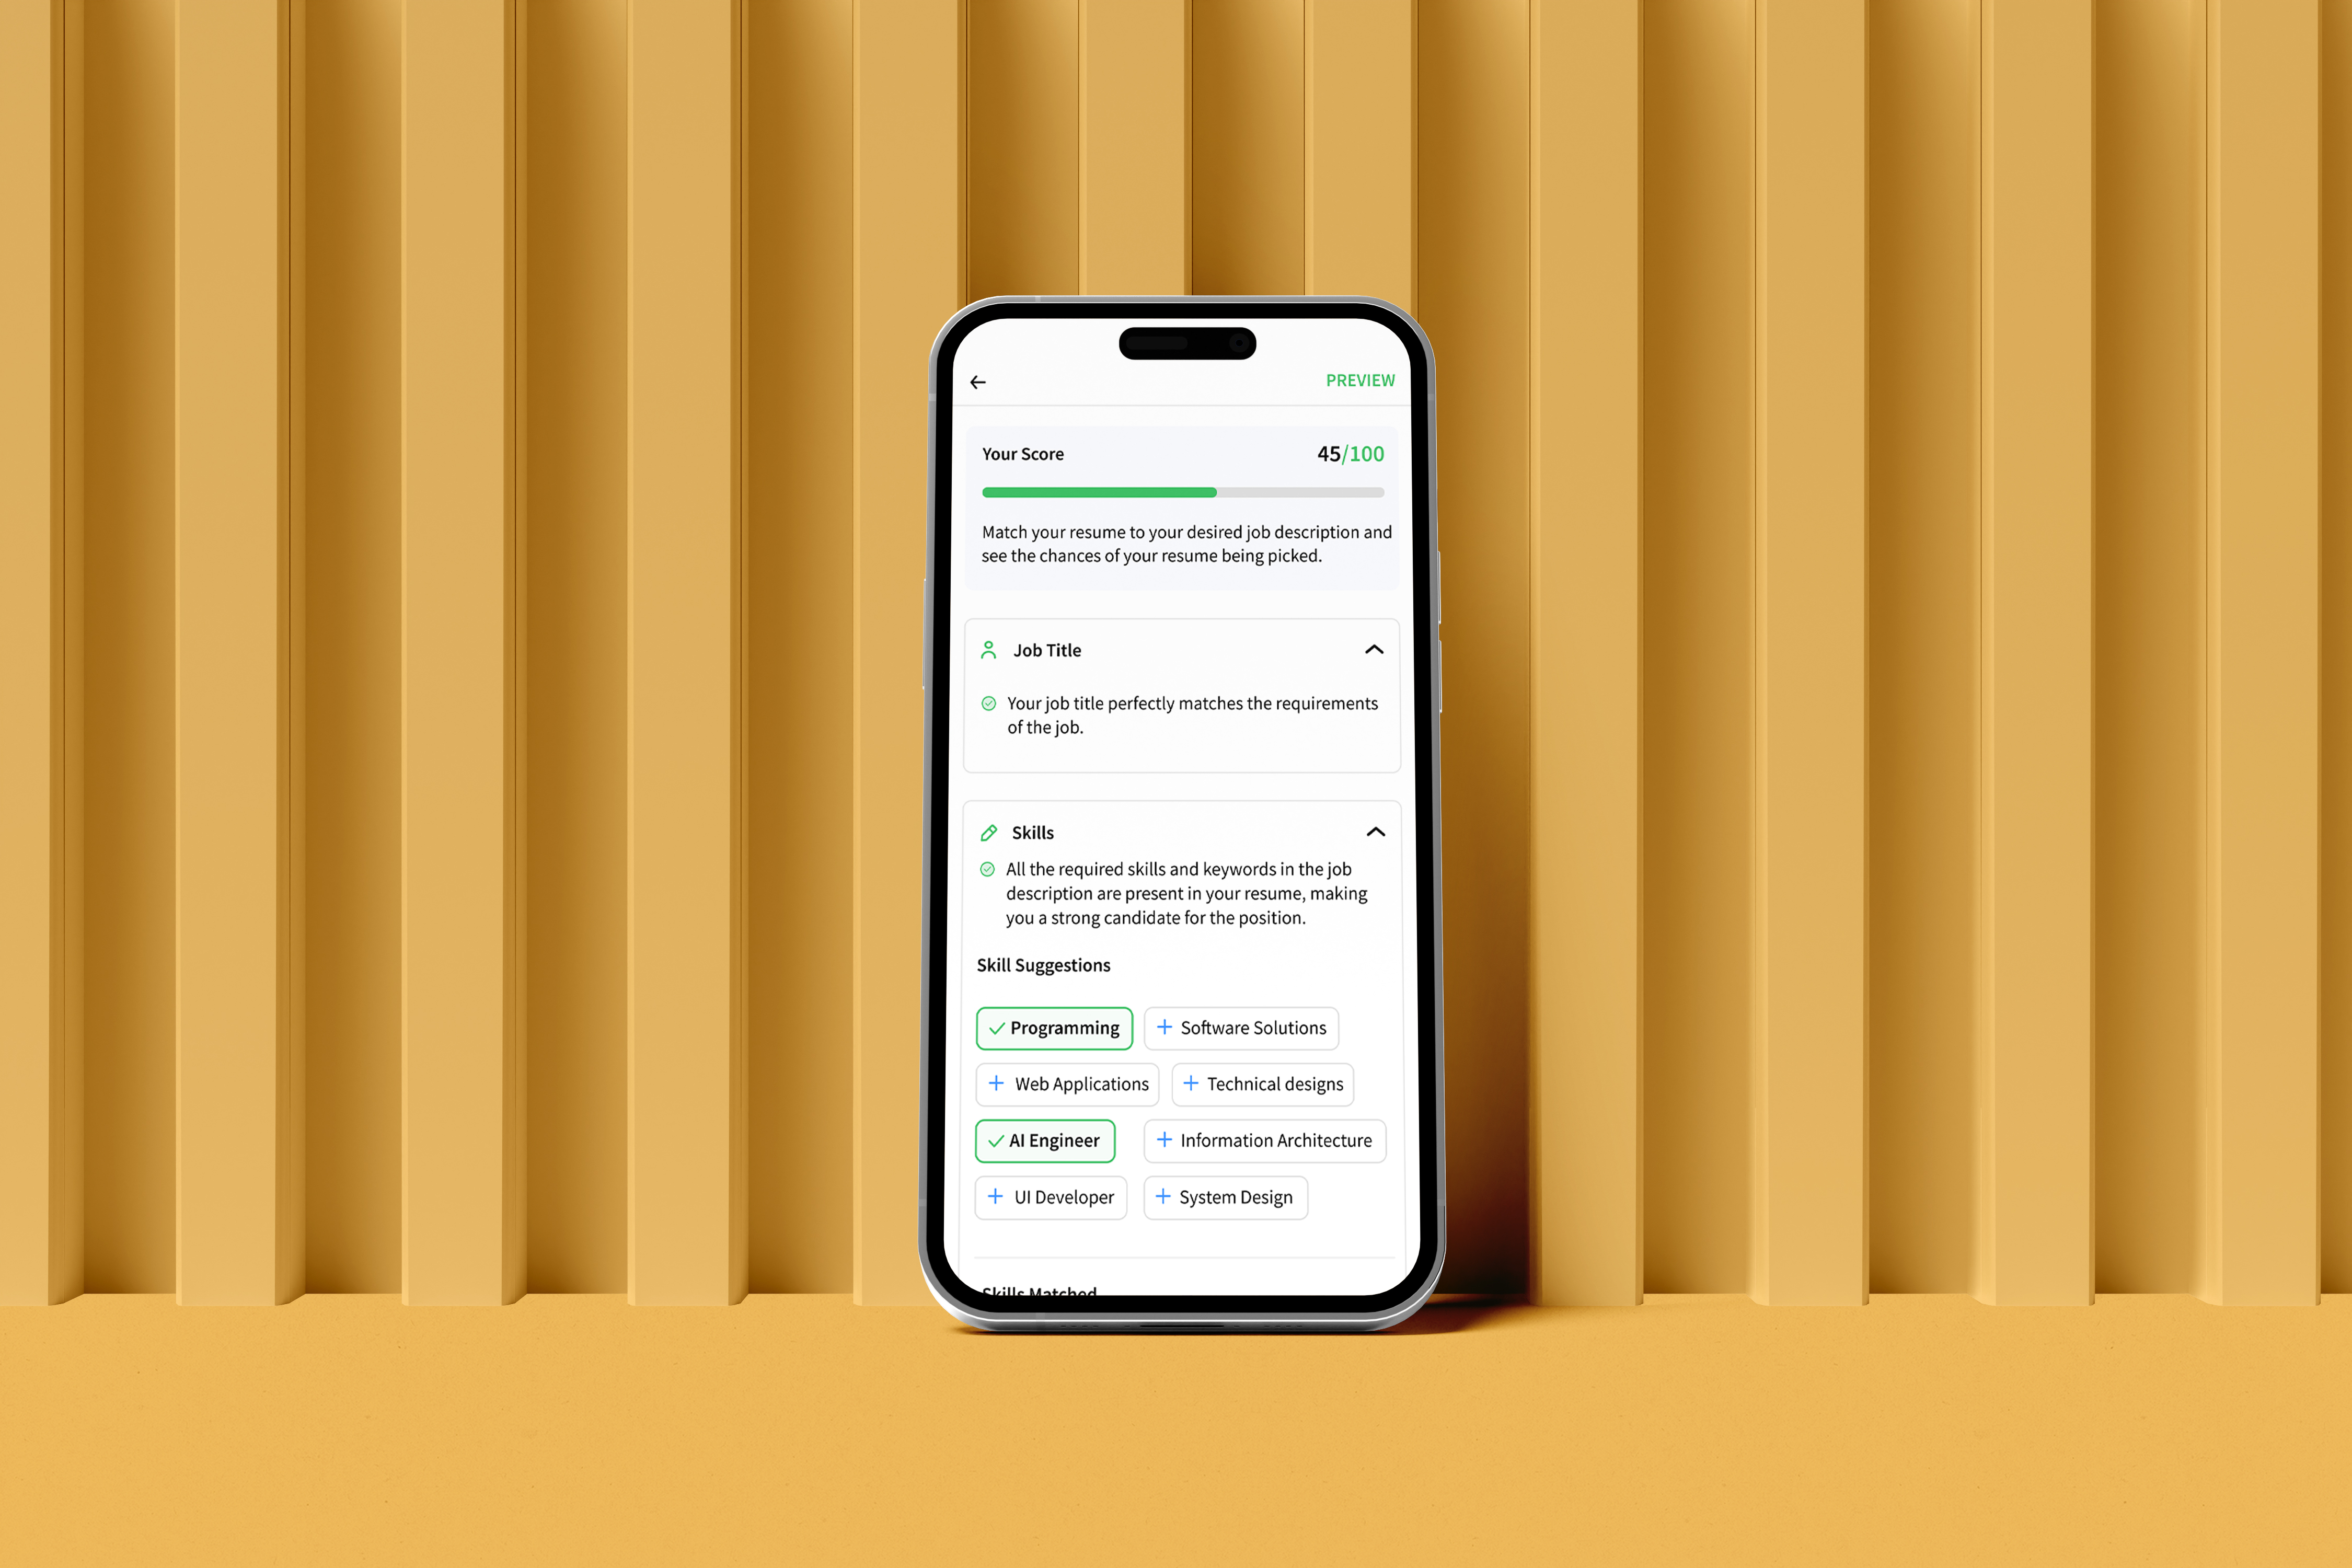 PREVIEW
Your Score 45/100
Match your resume to your desired job description and
see the chances of your resume being picked.
Job Title
Your job title perfectly matches the requirements
of the job.
Skills
All the required skills and keywords in the job
description are present in your resume, making
you a strong candidate for the position.
Skill Suggestions
Programming
Software Solutions
Web Applications
Technical designs
AI Engineer
Information Architecture
UI Developer
System Design
Skills Matched